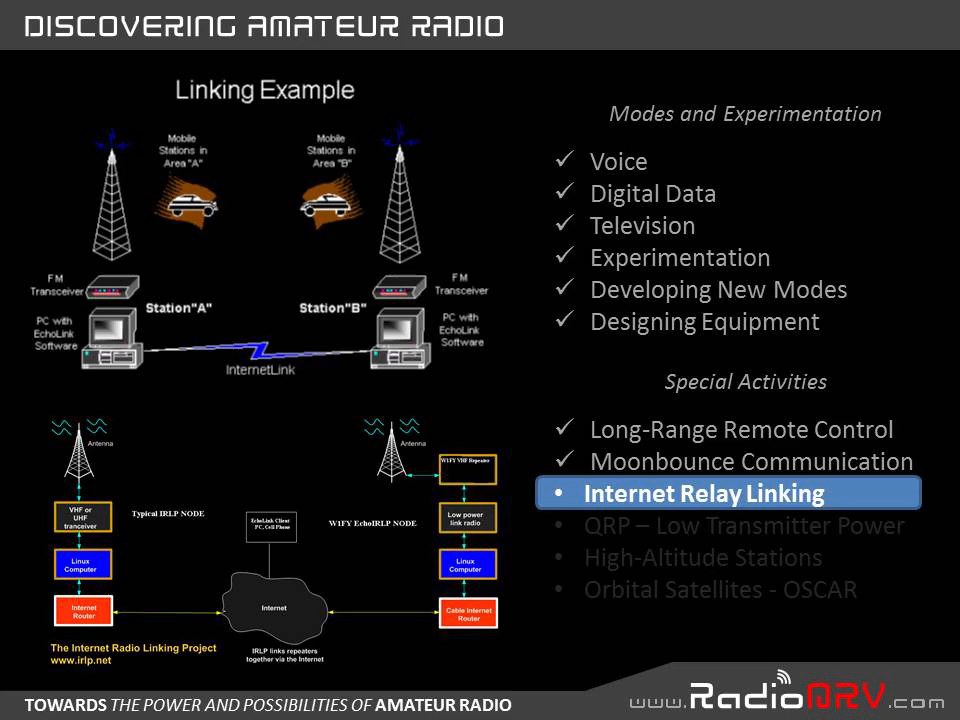 DISCOVERING AMATEUR RADIO
Linking Example
Mobile
Stations in
Area "A"
Mobile
Stations in
Area "B"
FM
Transceiver
Station"A"
PC with
EchoLink
Software
Station"B"
FM
Transceiver
PC with
EchoLink
Software
InternetLink
Antenna
Antenna
W1FY VHF Repeater
VHF or
UHF
tranceiver
Typical IRLP NODE
EchoLink Client
PC, Cell Phone
W1FY EchoIRLP NODE
Low power
link radio
Linux
Computer
Linux
Computer
Internet
Router
Internet
Cable Internet
Router
The Internet Radio Linking Project
www.irlp.net
IRLP links repeaters
together via the Internet
Modes and Experimentation
✓ Voice
✓ Digital Data
✓ Television
✓ Experimentation
✓ Developing New Modes
✓ Designing Equipment
Special Activities
✓ Long-Range Remote Control
✓ Moonbounce Communication
• Internet Relay Linking
• QRP – Low Transmitter Power
• High-Altitude Stations
• Orbital Satellites - OSCAR
TOWARDS THE POWER AND POSSIBILITIES OF AMATEUR RADIO
www.RadioQRV.com